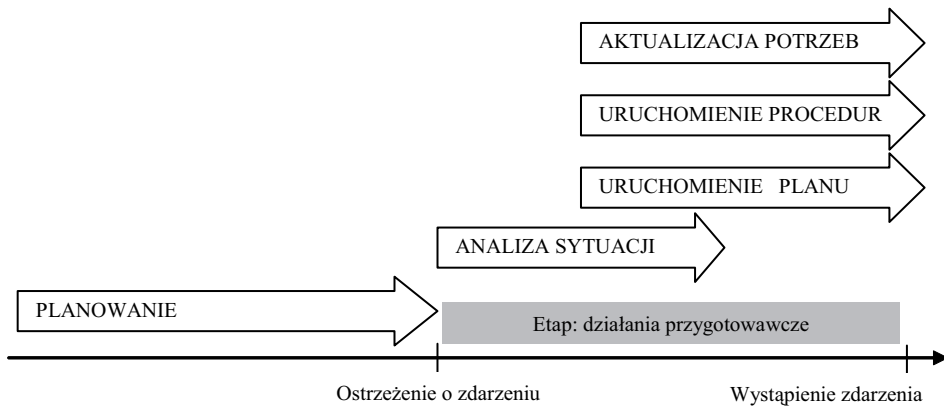 AKTUALIZACJA POTRZEB
URUCHOMIENIE PROCEDUR
URUCHOMIENIE PLANU
ANALIZA SYTUACJI
PLANOWANIE
Etap: działania przygotowawcze
Ostrzeżenie o zdarzeniu
Wystąpienie zdarzenia